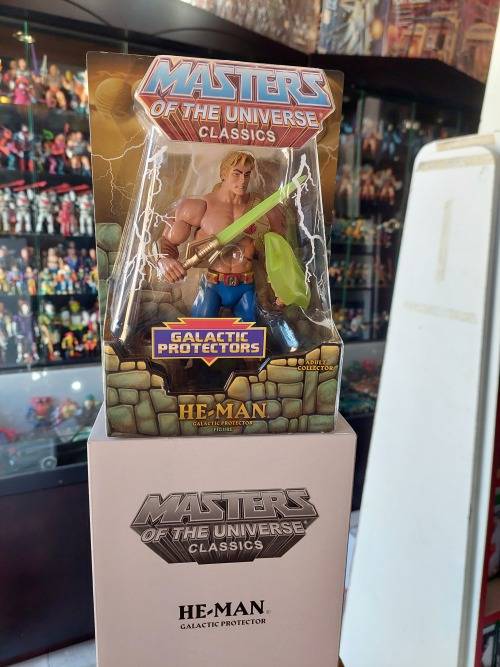 MASTERS
OF THE UNIVERSE
CLASSICS
GALACTIC
PROTECTORS
ADULT
COLLECTOR
HE-MAN
GALACTIC PROTECTOR
FIGURE
MASTERS
OF THE UNIVERSE®
CLASSICS
HE-MAN®
GALACTIC PROTECTOR